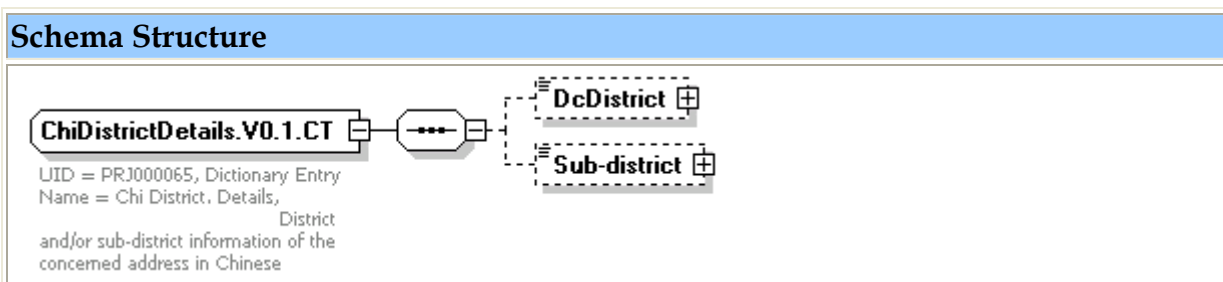 Schema Structure
DcDistrict
ChiDistrictDetails.V0.1.CT
Sub-district
UID = PRJ000065, Dictionary Entry
Name = Chi District. Details,
District
and/or sub-district information of the
concerned address in Chinese